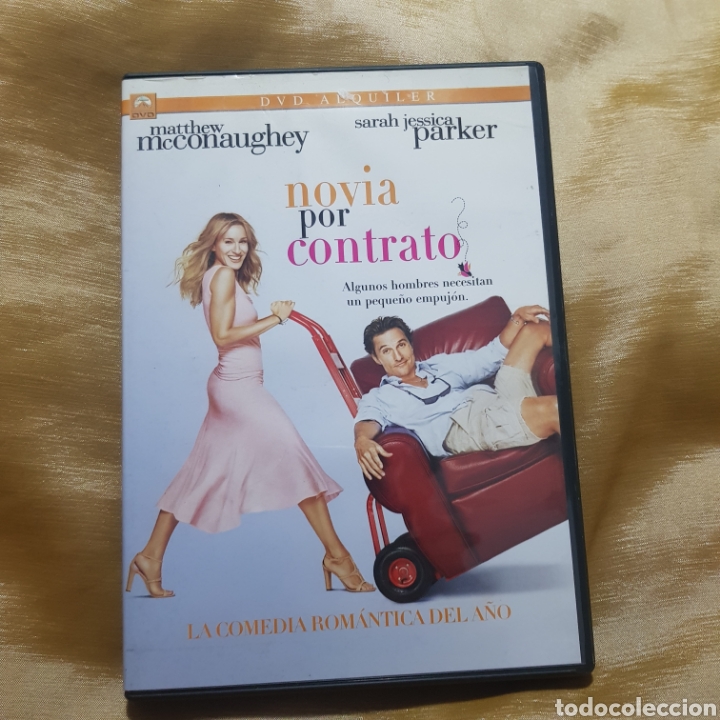 DVD ALQUILER
DVD
matthew
mcconaughey
sarah jessica
parker
novia
por
contrato
Algunos hombres necesitan
un pequeño empujón.
LA COMEDIA ROMÁNTICA DEL AÑO
todocoleccion